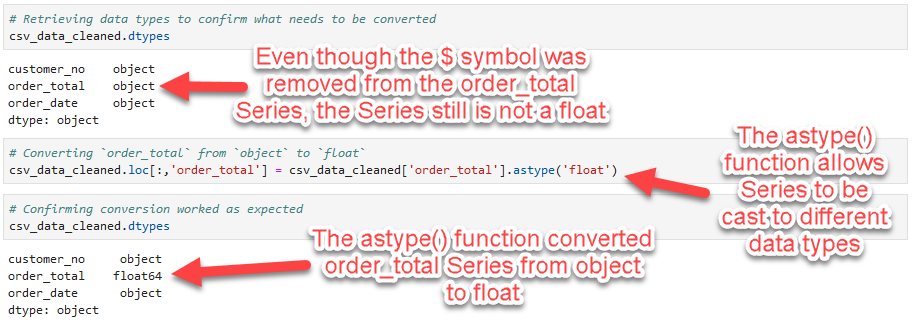 # Retrieving data types to confirm what needs to be converted
csv_data_cleaned.dtypes
customer_no object
order_total object
order_date object
dtype: object
Even though the $ symbol was
removed from the order_total
Series, the Series still is not a float
# Converting `order_total` from `object` to `float`
csv_data_cleaned.loc[:,'order_total'] = csv_data_cleaned['order_total'].astype('float')
The astype()
function allows
Series to be
cast to different
data types
# Confirming conversion worked as expected
csv_data_cleaned.dtypes
customer_no object
order_total float64
order_date object
dtype: object
The astype() function converted
order_total Series from object
to float